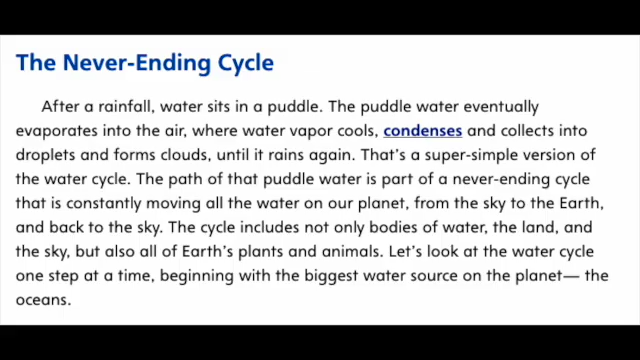 The Never-Ending Cycle
After a rainfall, water sits in a puddle. The puddle water eventually
evaporates into the air, where water vapor cools, condenses and collects into
droplets and forms clouds, until it rains again. That's a super-simple version of
the water cycle. The path of that puddle water is part of a never-ending cycle
that is constantly moving all the water on our planet, from the sky to the Earth,
and back to the sky. The cycle includes not only bodies of water, the land, and
the sky, but also all of Earth's plants and animals. Let's look at the water cycle
one step at a time, beginning with the biggest water source on the planet— the
oceans.